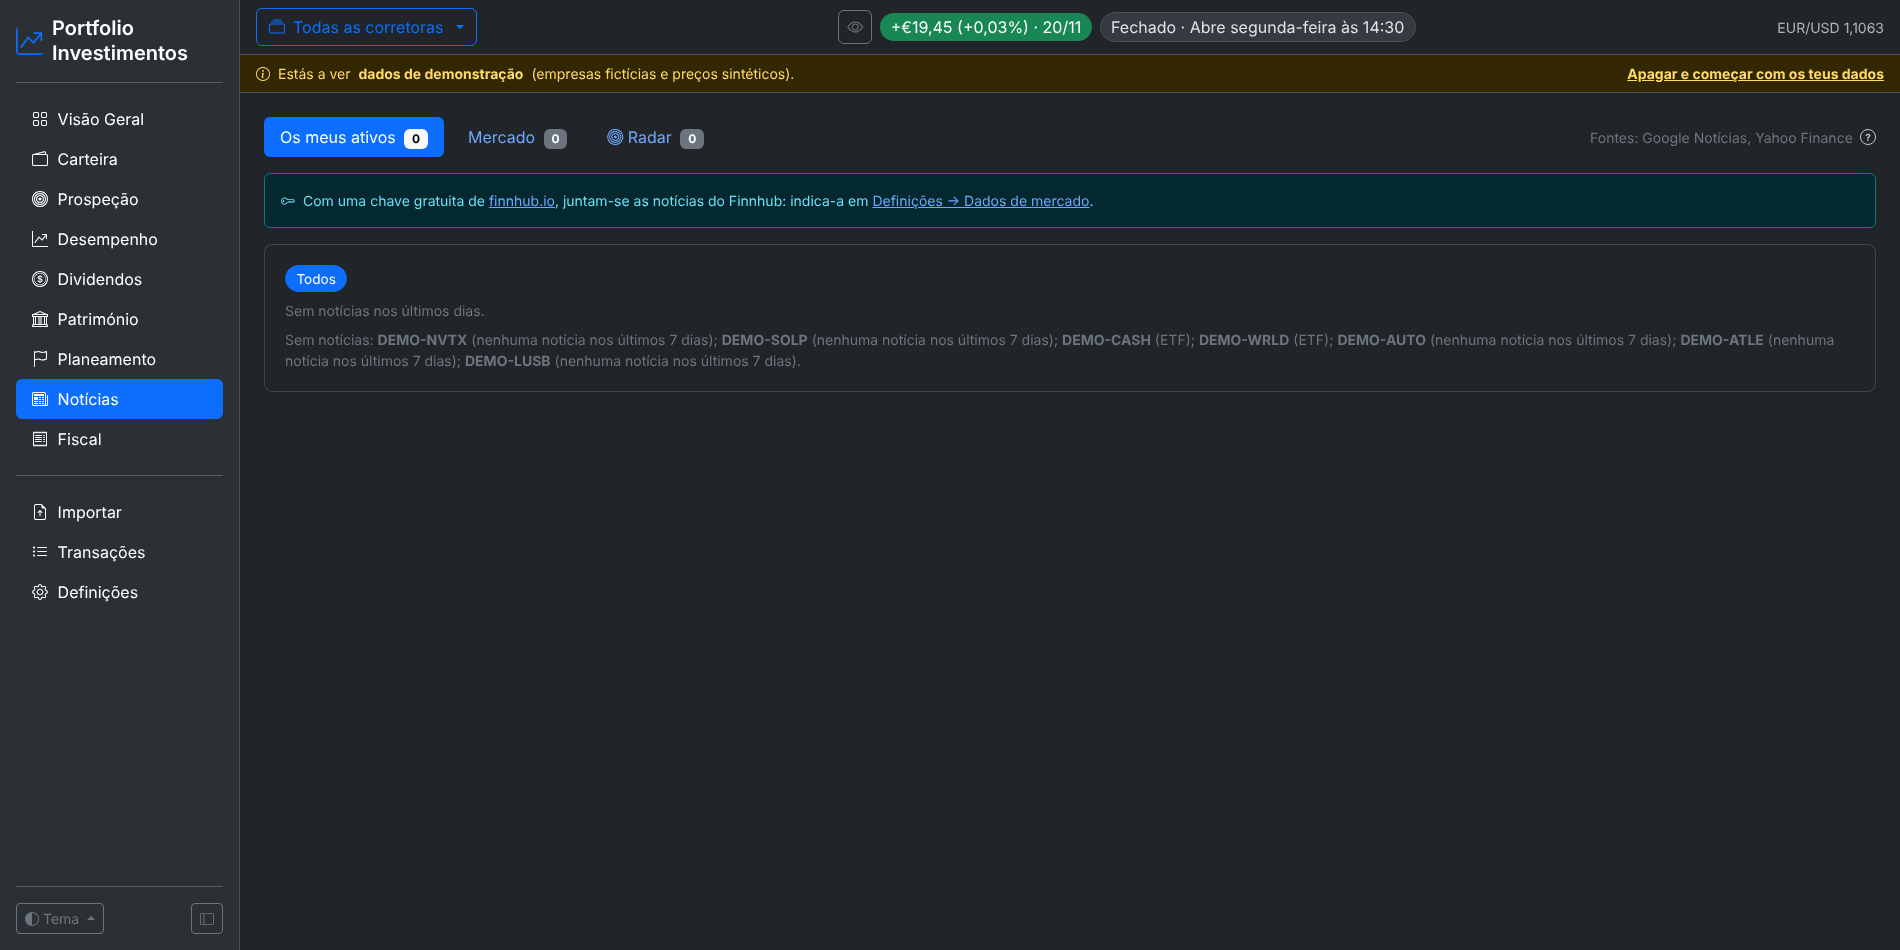 Portfolio
Investimentos
Visão Geral
Carteira
Prospeção
Desempenho
Dividendos
Património
Planeamento
Notícias
Fiscal
Importar
Transações
Definições
Tema
Todas as corretoras
+€19,45 (+0,03%) · 20/11
Fechado · Abre segunda-feira às 14:30
EUR/USD 1,1063
Estás a ver dados de demonstração (empresas fictícias e preços sintéticos).
Apagar e começar com os teus dados
Os meus ativos 0
Mercado 0
Radar 0
Fontes: Google Notícias, Yahoo Finance ?
Com uma chave gratuita de finnhub.io, juntam-se as notícias do Finnhub: indica-a em Definições → Dados de mercado.
Todos
Sem notícias nos últimos dias.
Sem notícias: DEMO-NVTX (nenhuma notícia nos últimos 7 dias); DEMO-SOLP (nenhuma notícia nos últimos 7 dias); DEMO-CASH (ETF); DEMO-WRLD (ETF); DEMO-AUTO (nenhuma notícia nos últimos 7 dias); DEMO-ATLE (nenhuma
notícia nos últimos 7 dias); DEMO-LUSB (nenhuma notícia nos últimos 7 dias).